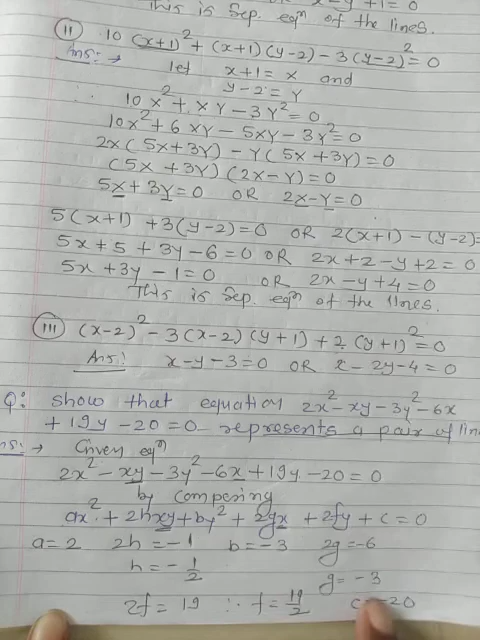 This is Sep. eqn of the lines.
(ii) 10 (x+1)² + (x+1) (y-2) - 3(y-2)² = 0
Ans: → let x+1 = X and
y-2 = Y
∴ 10X² + XY - 3Y² = 0
10X² + 6XY - 5XY - 3Y² = 0
2X(5X+3Y) - Y(5X+3Y) = 0
(5X+3Y) (2X-Y) = 0
5X+3Y = 0 OR 2X-Y = 0
5(x+1) + 3(y-2) = 0 OR 2(x+1) - (y-2) =
5x+5+3y-6 = 0 OR 2x+2-y+2 = 0
5x+3y-1 = 0 OR 2x-y+4 = 0
This is Sep. eqn of the lines.
(iii) (x-2)² - 3(x-2) (y+1) + 2 (y+1)² = 0
Ans: x-y-3=0 OR x-2y-4=0
Q: show that equation 2x²-xy-3y²-6x
+19y-20=0 represents a pair of line
ns: → Given eqn
2x²-xy-3y²-6x+19y-20=0
by compering
ax²+2hxy+by²+2gx+2fy+c=0
a=2 2h=-1 b=-3 2g=-6
h=-1/2
g=-3
2f=19 ∴ f=19/2